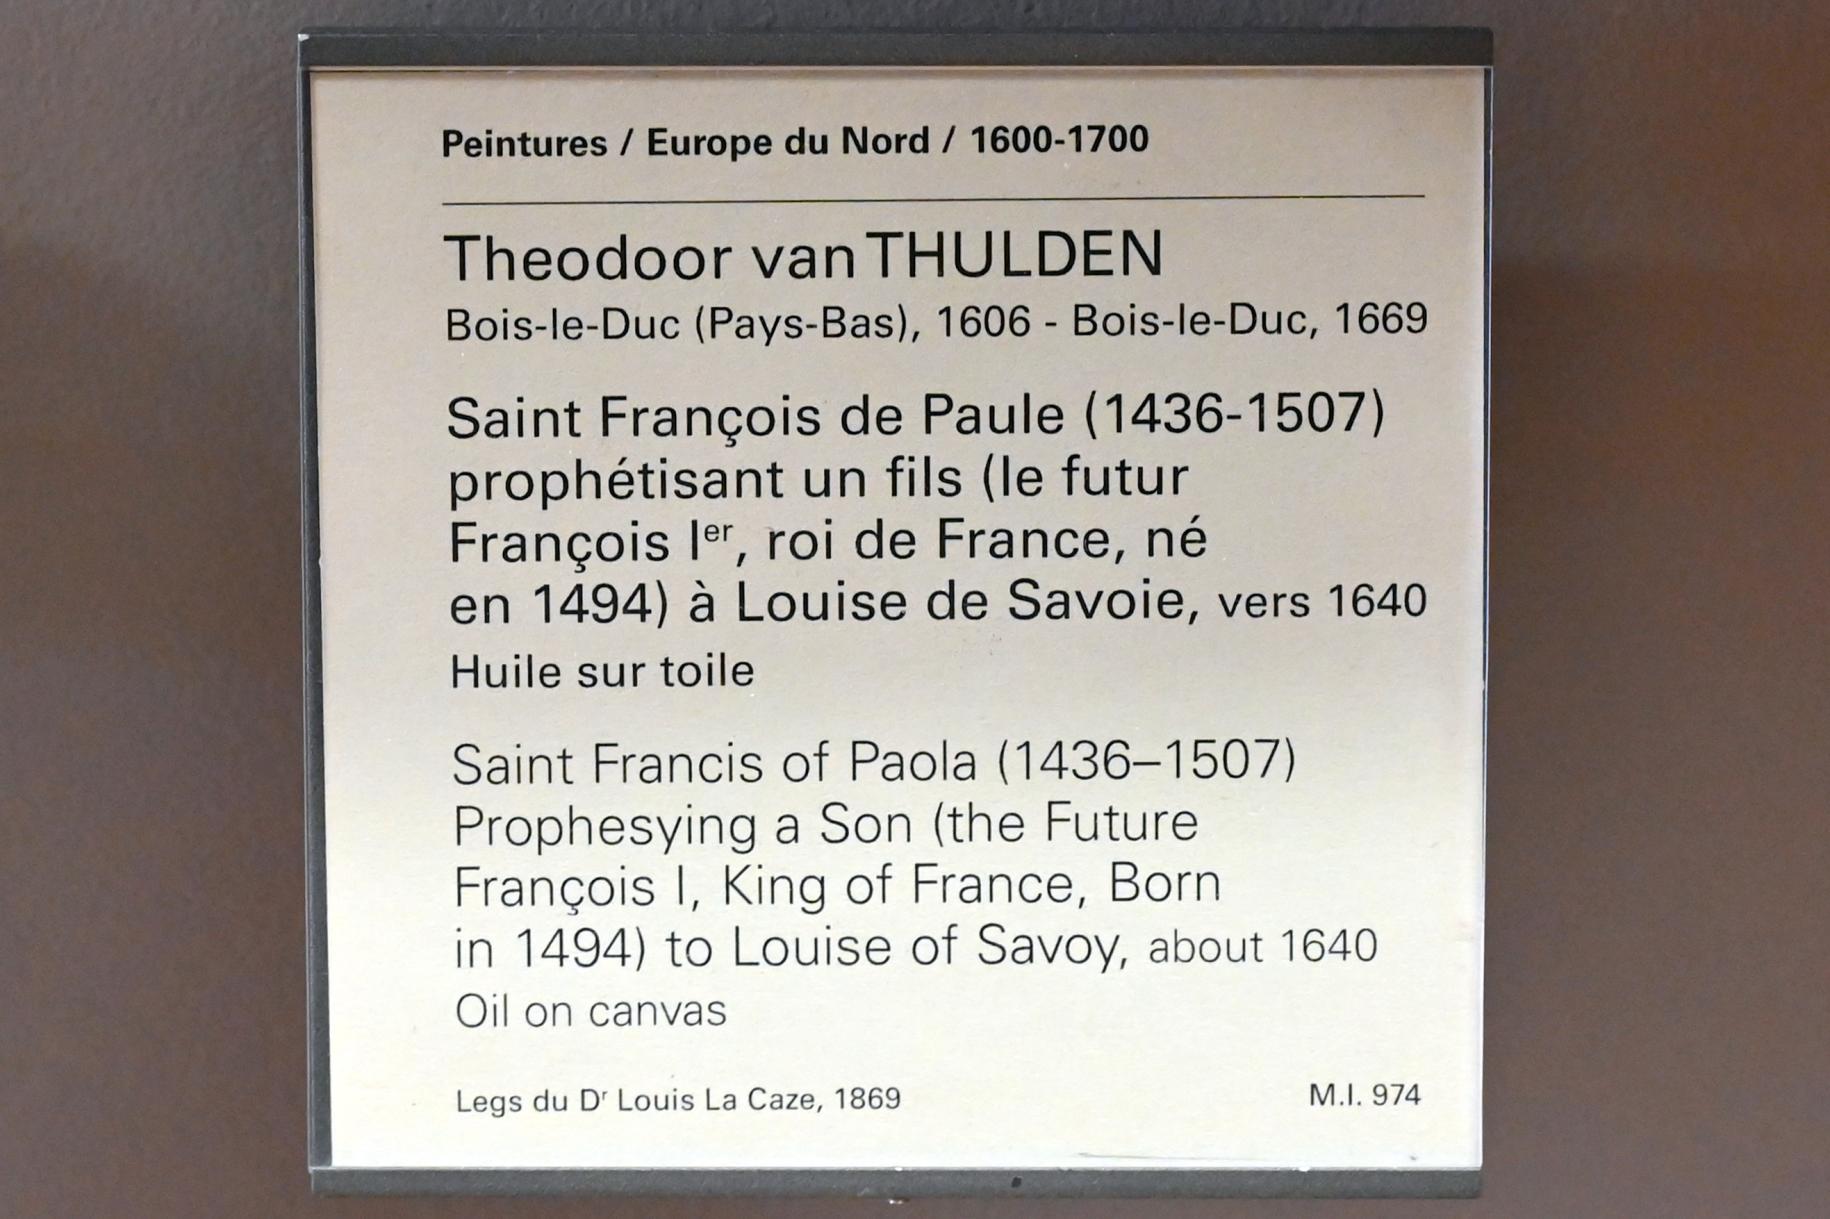 Peintures / Europe du Nord / 1600-1700
Theodoor van THULDEN
Bois-le-Duc (Pays-Bas), 1606 - Bois-le-Duc, 1669
Saint François de Paule (1436-1507)
prophétisant un fils (le futur
François Ier, roi de France, né
en 1494) à Louise de Savoie, vers 1640
Huile sur toile
Saint Francis of Paola (1436–1507)
Prophesying a Son (the Future
François I, King of France, Born
in 1494) to Louise of Savoy, about 1640
Oil on canvas
Legs du Dr Louis La Caze, 1869
M.I. 974